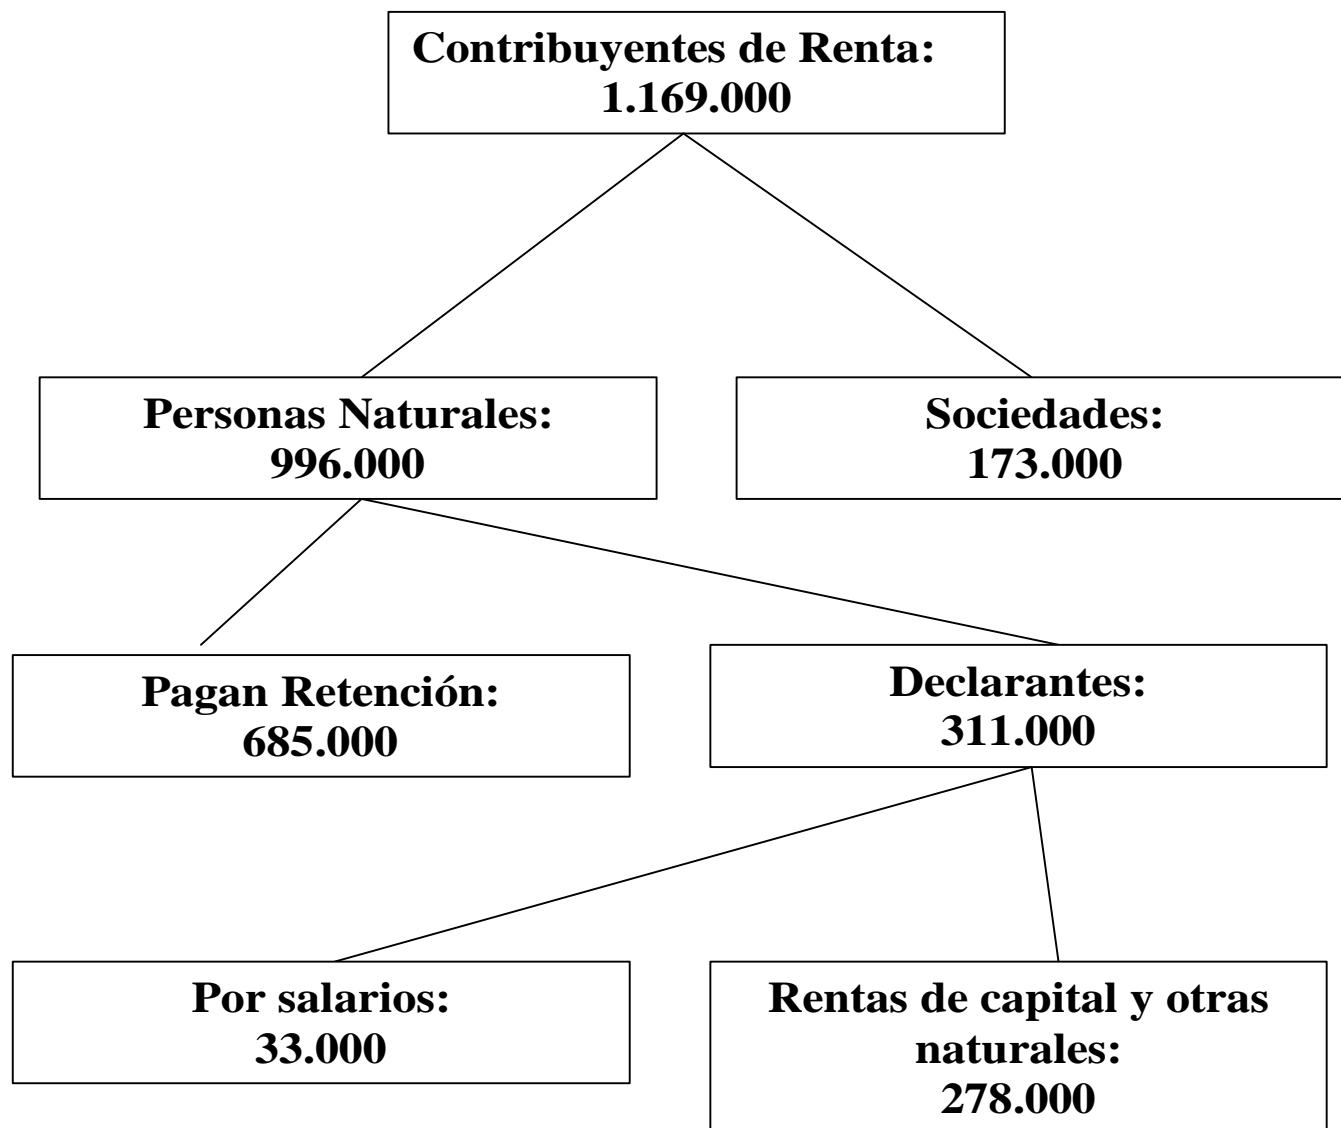 Contribuyentes de Renta:
1.169.000
Personas Naturales:
996.000
Sociedades:
173.000
Pagan Retención:
685.000
Declarantes:
311.000
Por salarios:
33.000
Rentas de capital y otras
naturales:
278.000